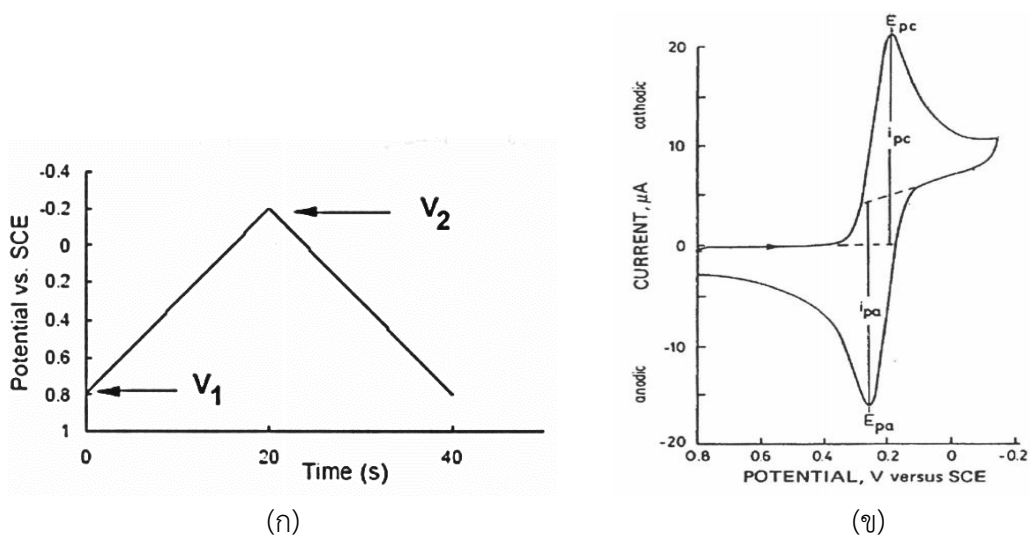 -0.4
-0.2
0
0.2
0.4
0.6
0.8
1
Potential vs. SCE
V2
V1
0
20
40
Time (s)
(ก)
Epc
20
10
0
-10
-20
cathodic
CURRENT, µA
anodic
ipc
ipa
Epa
0.8
0.6
0.4
0.2
0
-0.2
POTENTIAL, V versus SCE
(ข)